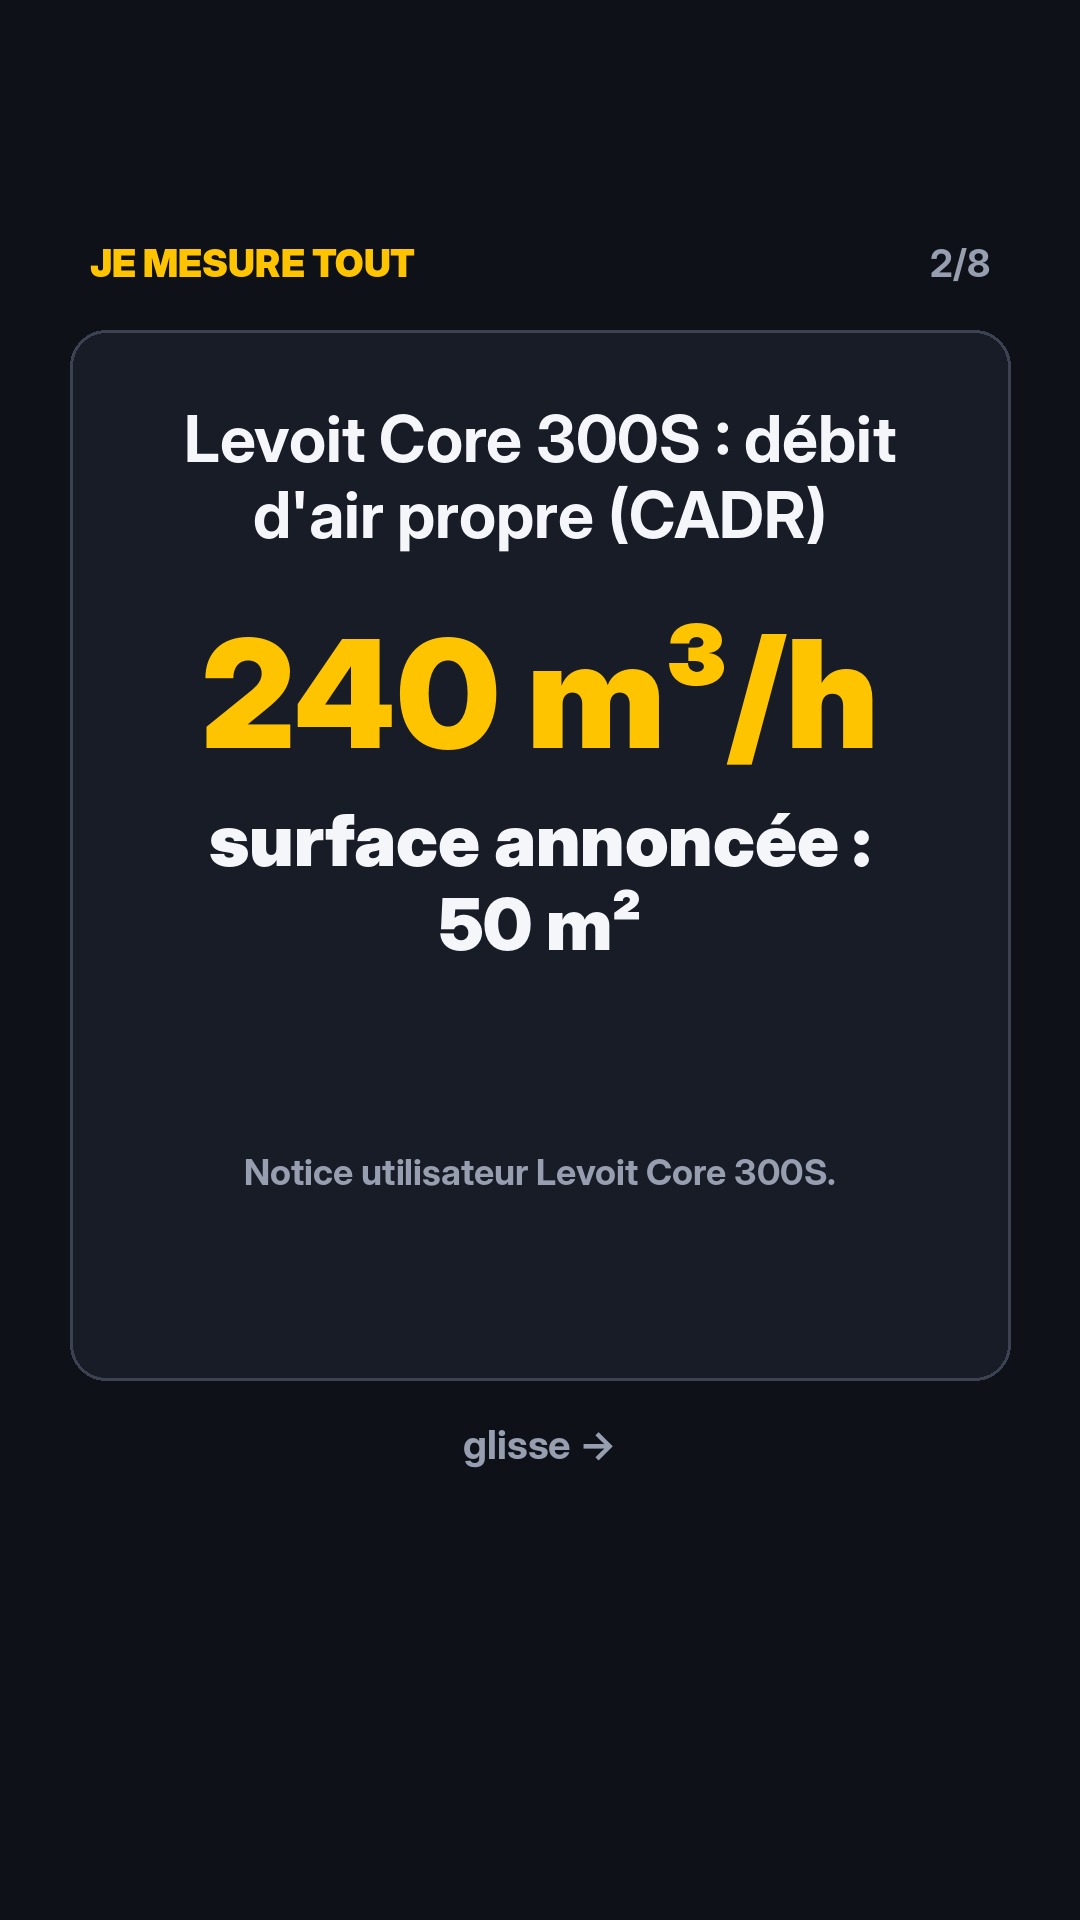 JE MESURE TOUT
2/8
Levoit Core 300S : débit
d'air propre (CADR)
240 m³/h
surface annoncée :
50 m²
Notice utilisateur Levoit Core 300S.
glisse →